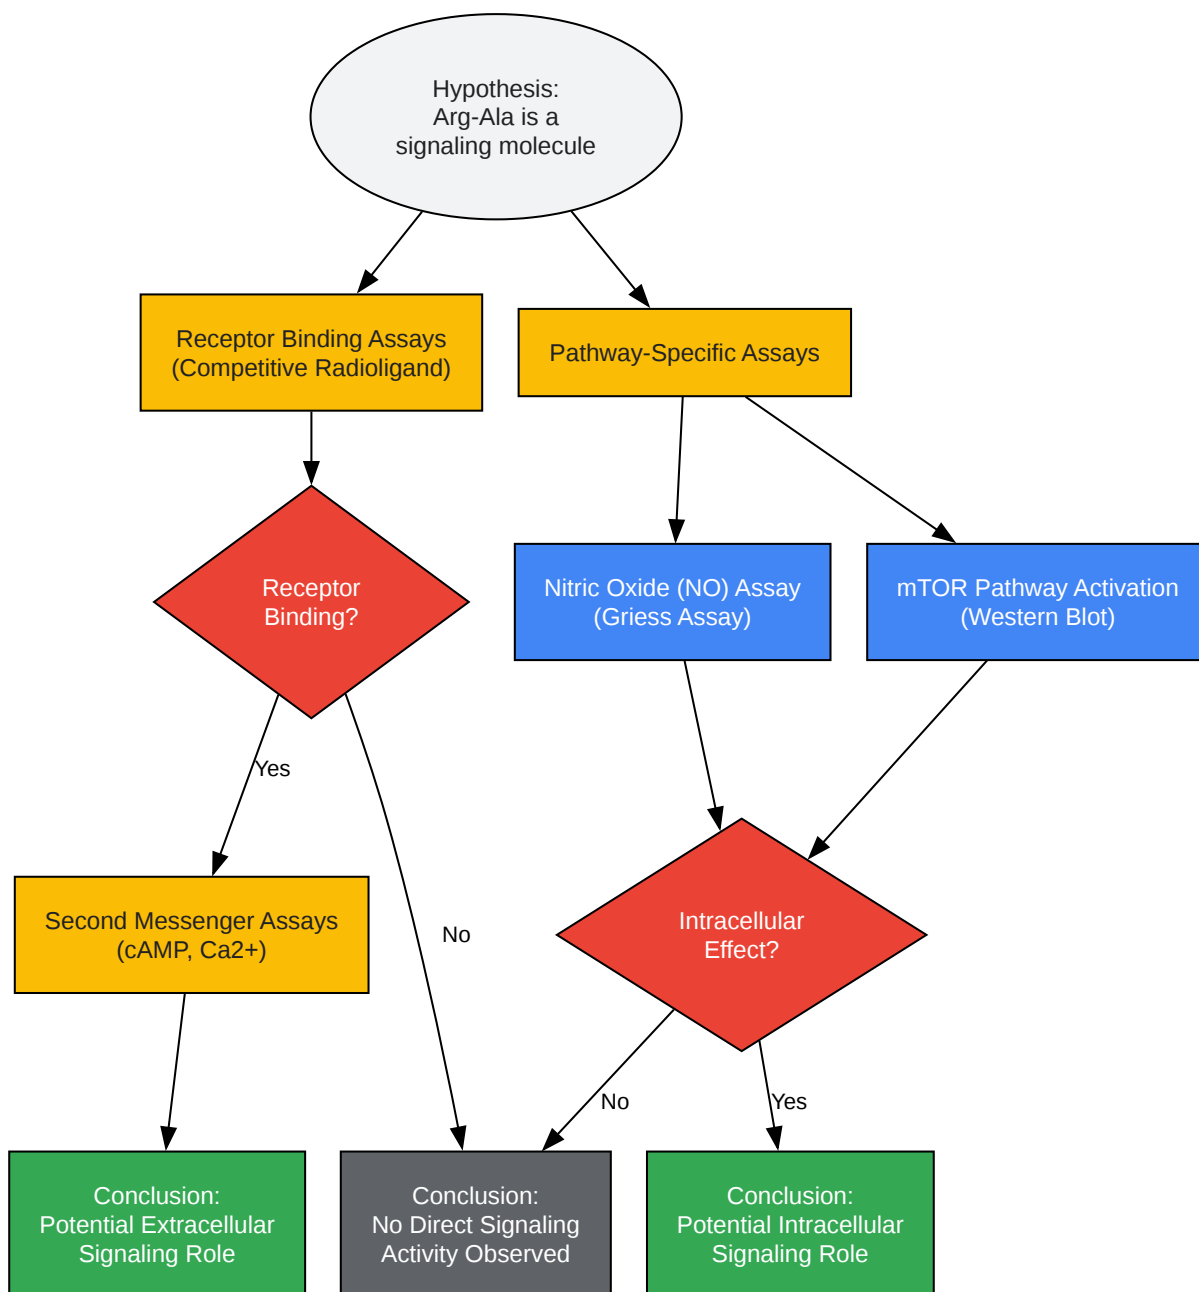 Hypothesis:
Arg-Ala is a
signaling molecule
Receptor Binding Assays
(Competitive Radioligand)
Pathway-Specific Assays
Receptor
Binding?
Nitric Oxide (NO) Assay
(Griess Assay)
mTOR Pathway Activation
(Western Blot)
Yes
No
Second Messenger Assays
(cAMP, Ca2+)
Intracellular
Effect?
No
Yes
Conclusion:
Potential Extracellular
Signaling Role
Conclusion:
No Direct Signaling
Activity Observed
Conclusion:
Potential Intracellular
Signaling Role